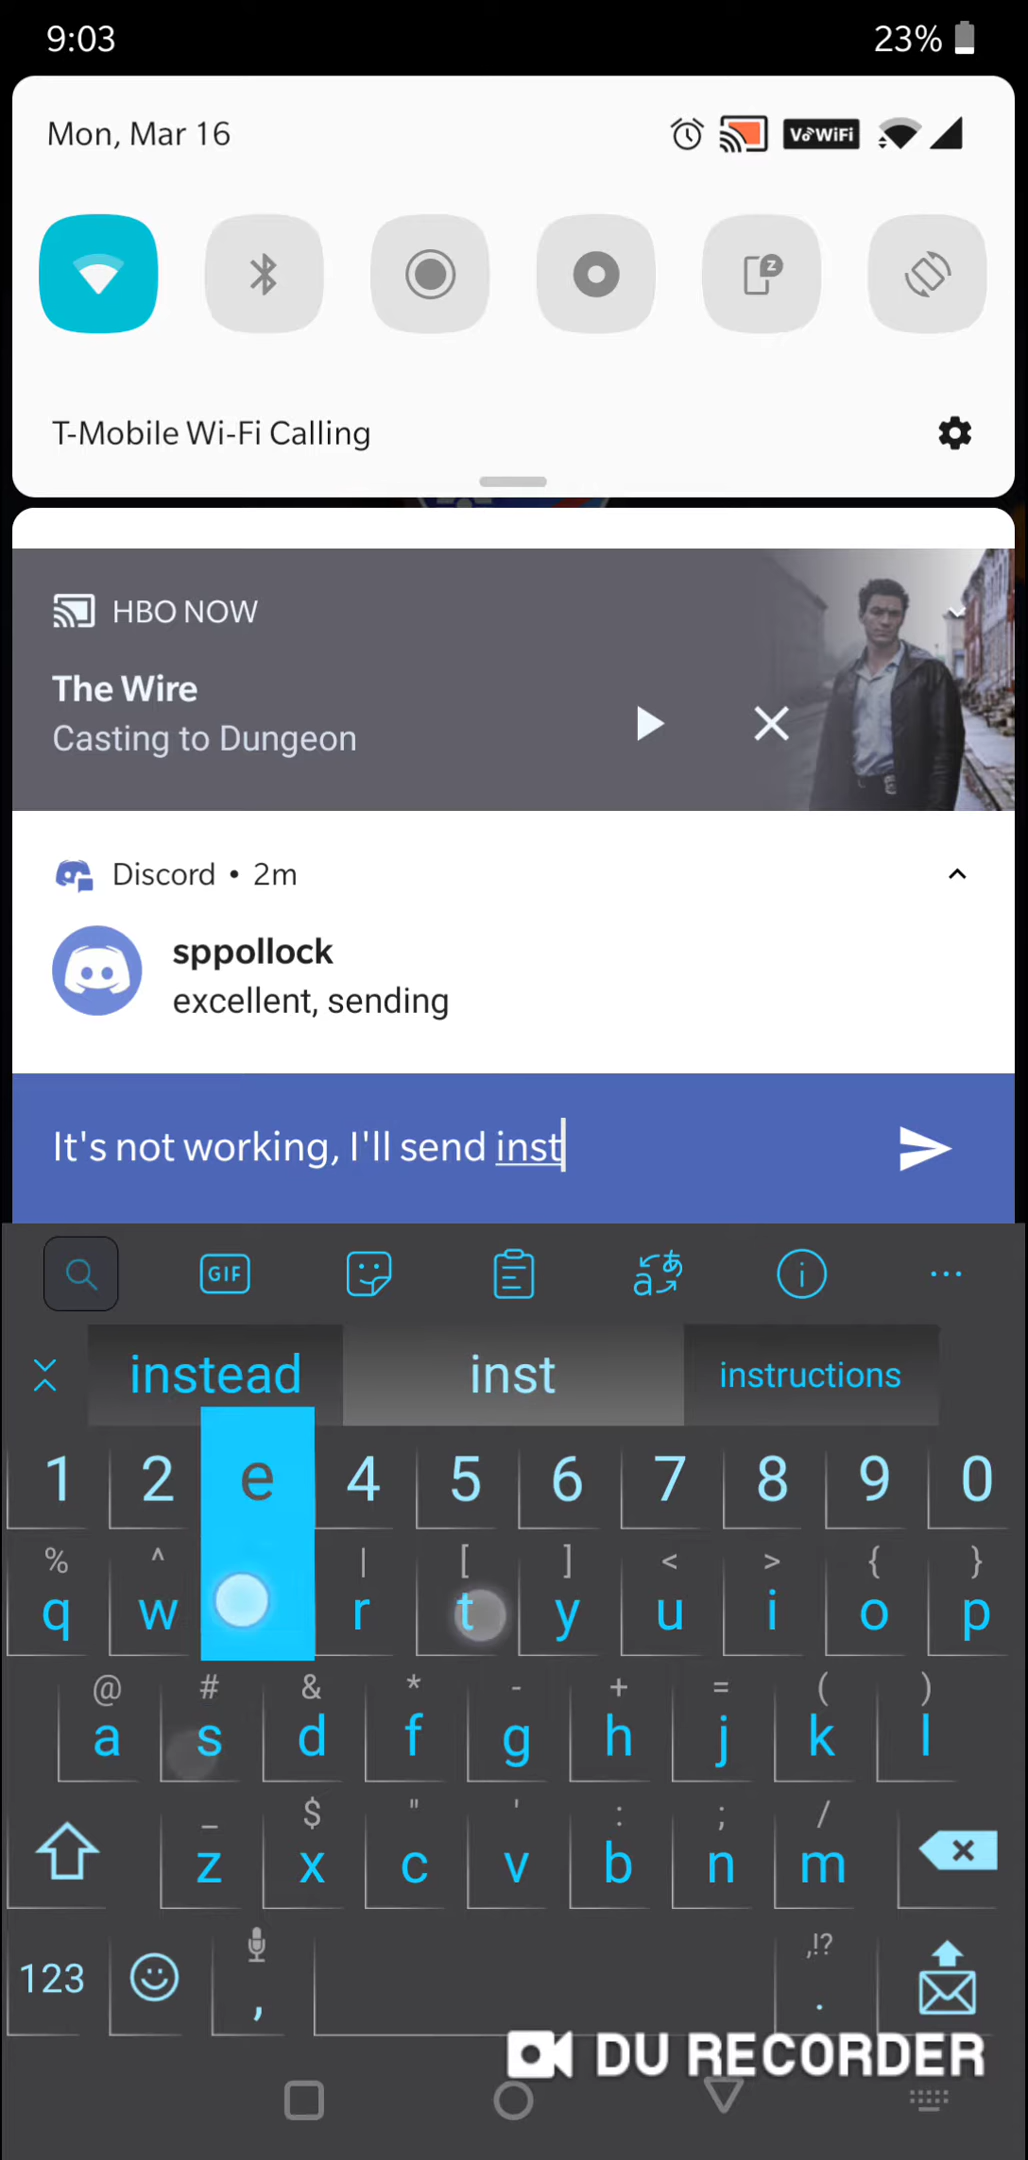 9:03 23%
Mon, Mar 16 VoWiFi
T-Mobile Wi-Fi Calling
HBO NOW
The Wire
Casting to Dungeon
Discord • 2m
sppollock
excellent, sending
It's not working, I'll send inst
GIF
instead inst instructions
1 2 e 4 5 6 7 8 9 0
% ^ | [ ] < > { }
q w r t y u i o p
@ # & * - + = ( )
a s d f g h j k l
_ $ " ' : ; /
z x c v b n m
,!?
123 , .
DU RECORDER